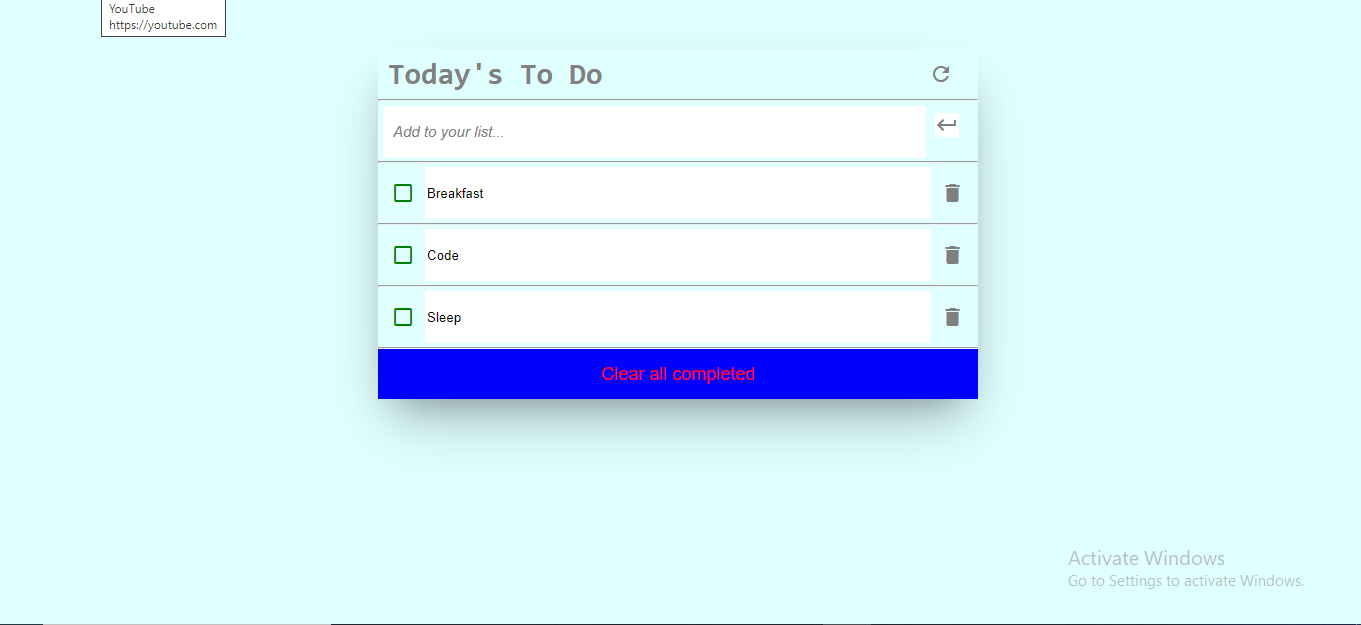 YouTube
https://youtube.com
Today's To Do
Add to your list...
Breakfast
Code
Sleep
Clear all completed
Activate Windows
Go to Settings to activate Windows.